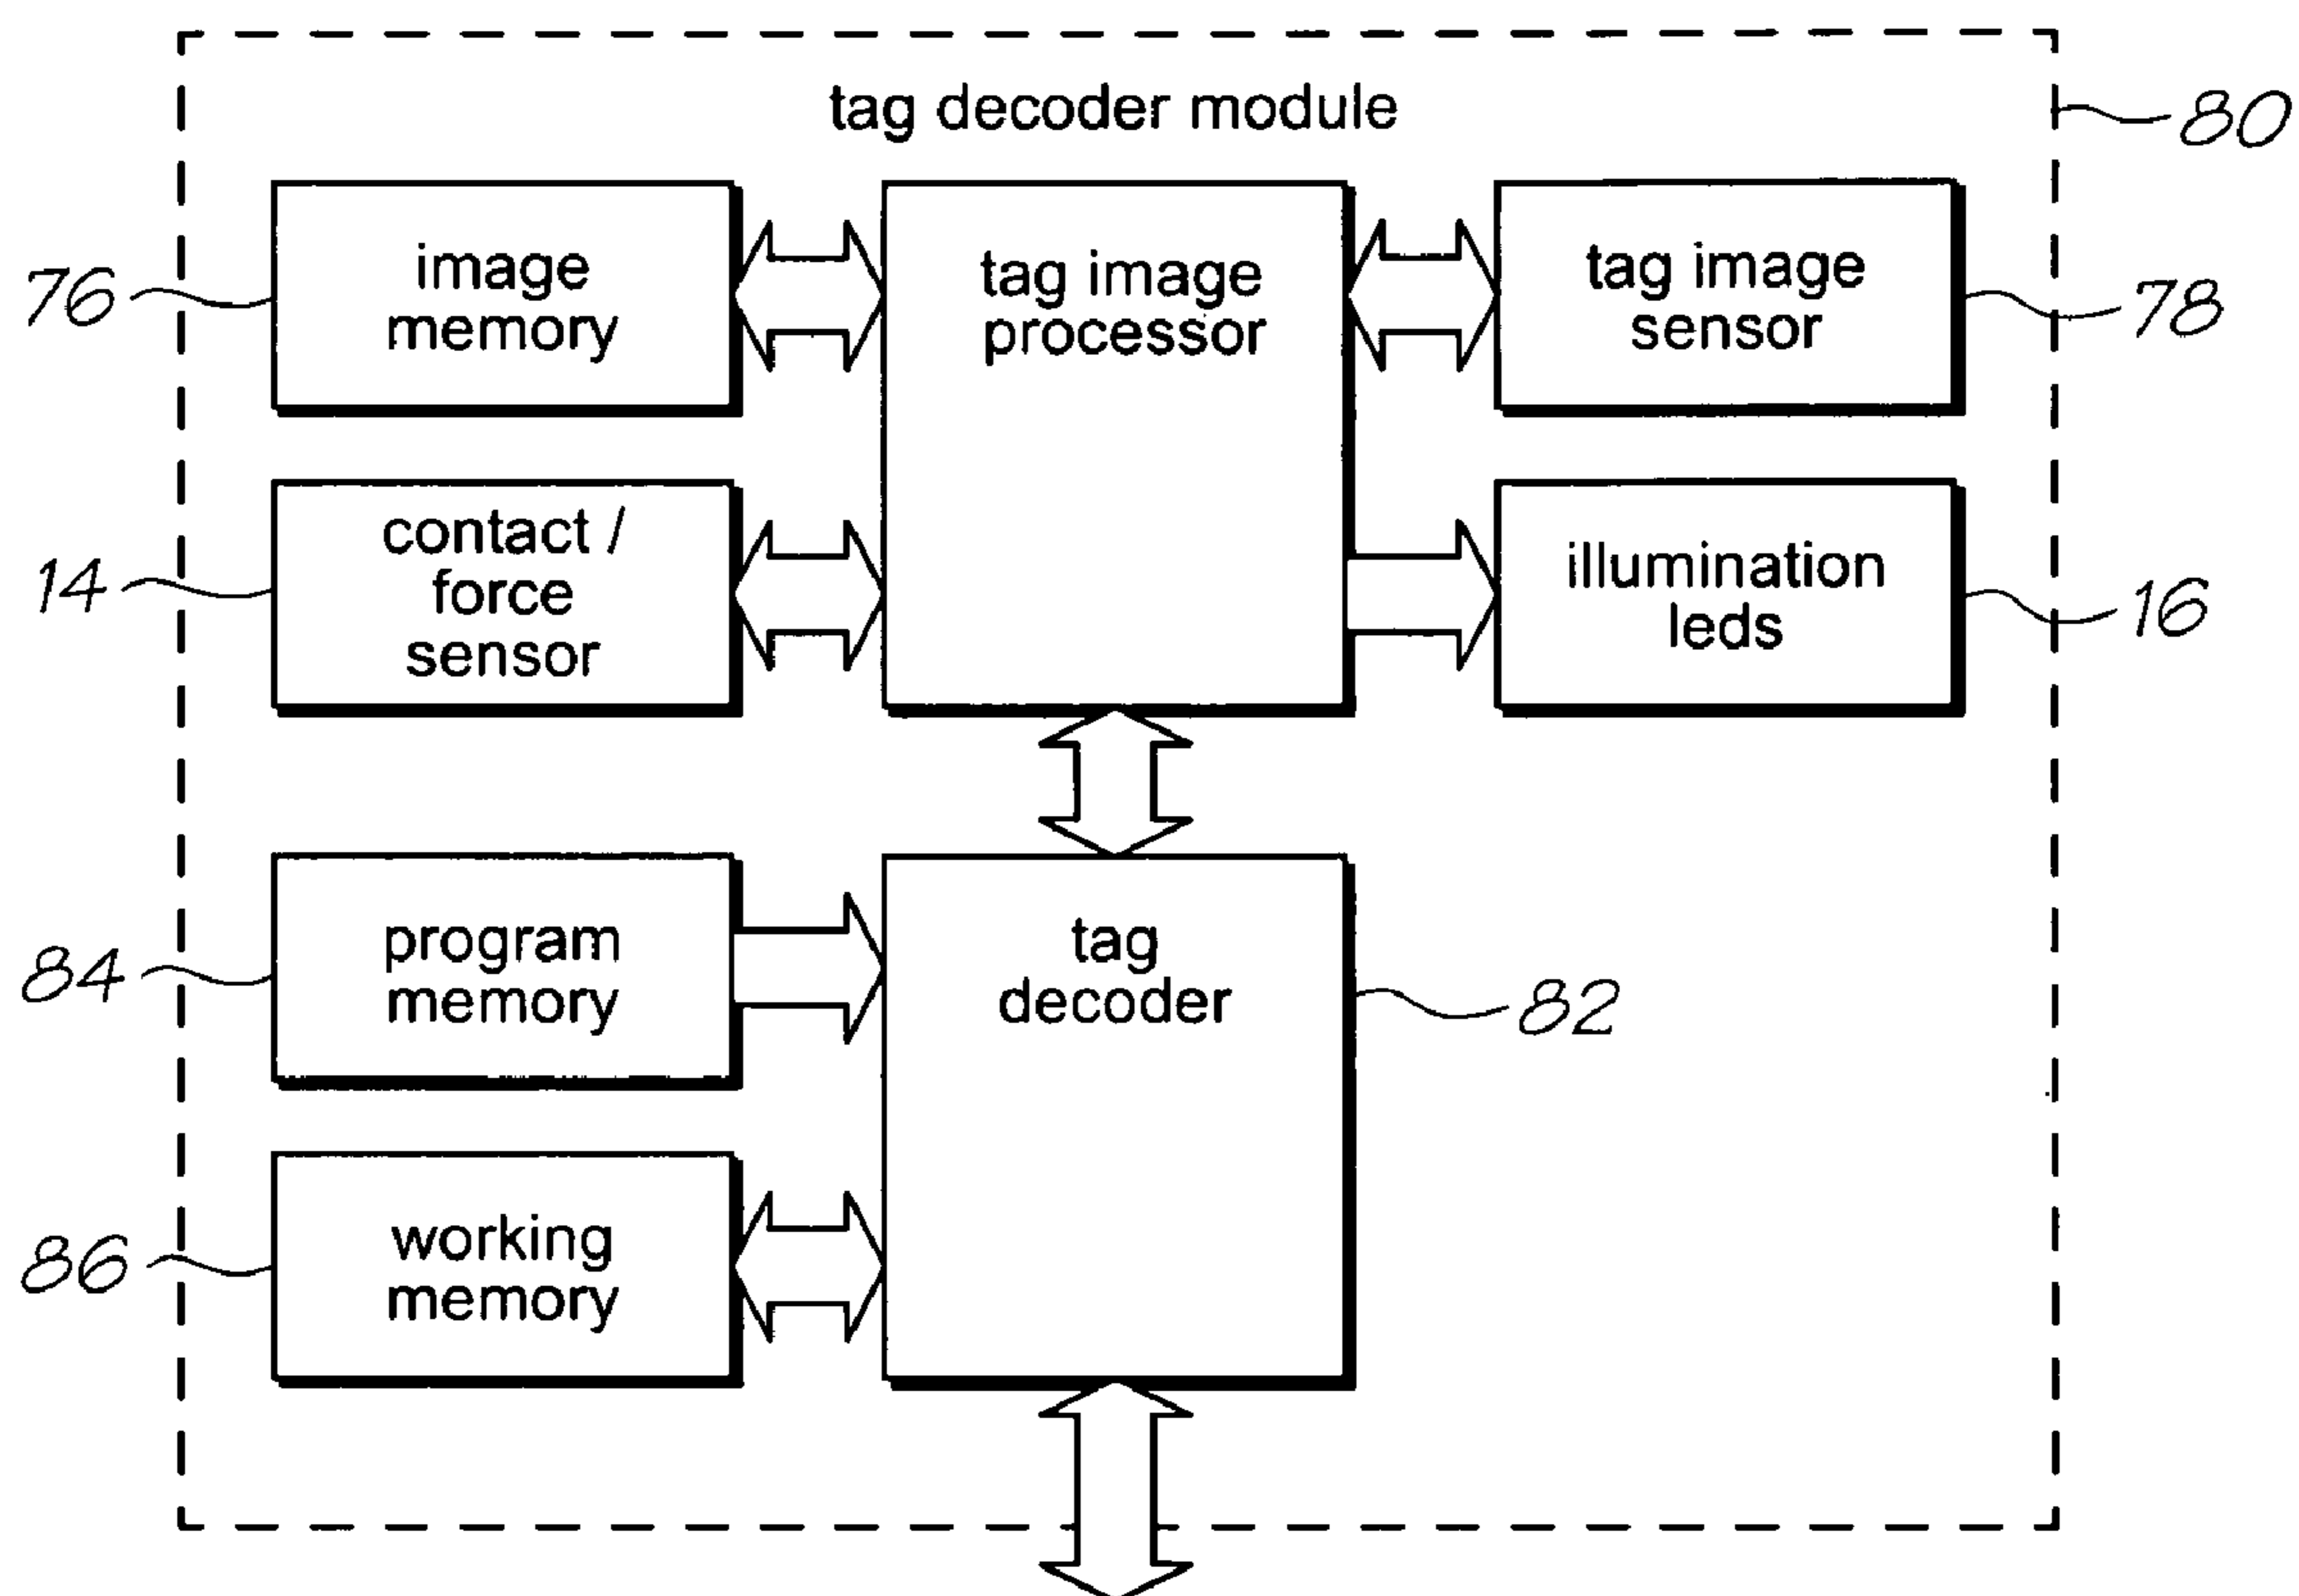 tag decoder module
80
image
memory
76
tag image
processor
tag image
sensor
78
contact /
force
sensor
14
illumination
leds
16
program
memory
84
tag
decoder
82
working
memory
86